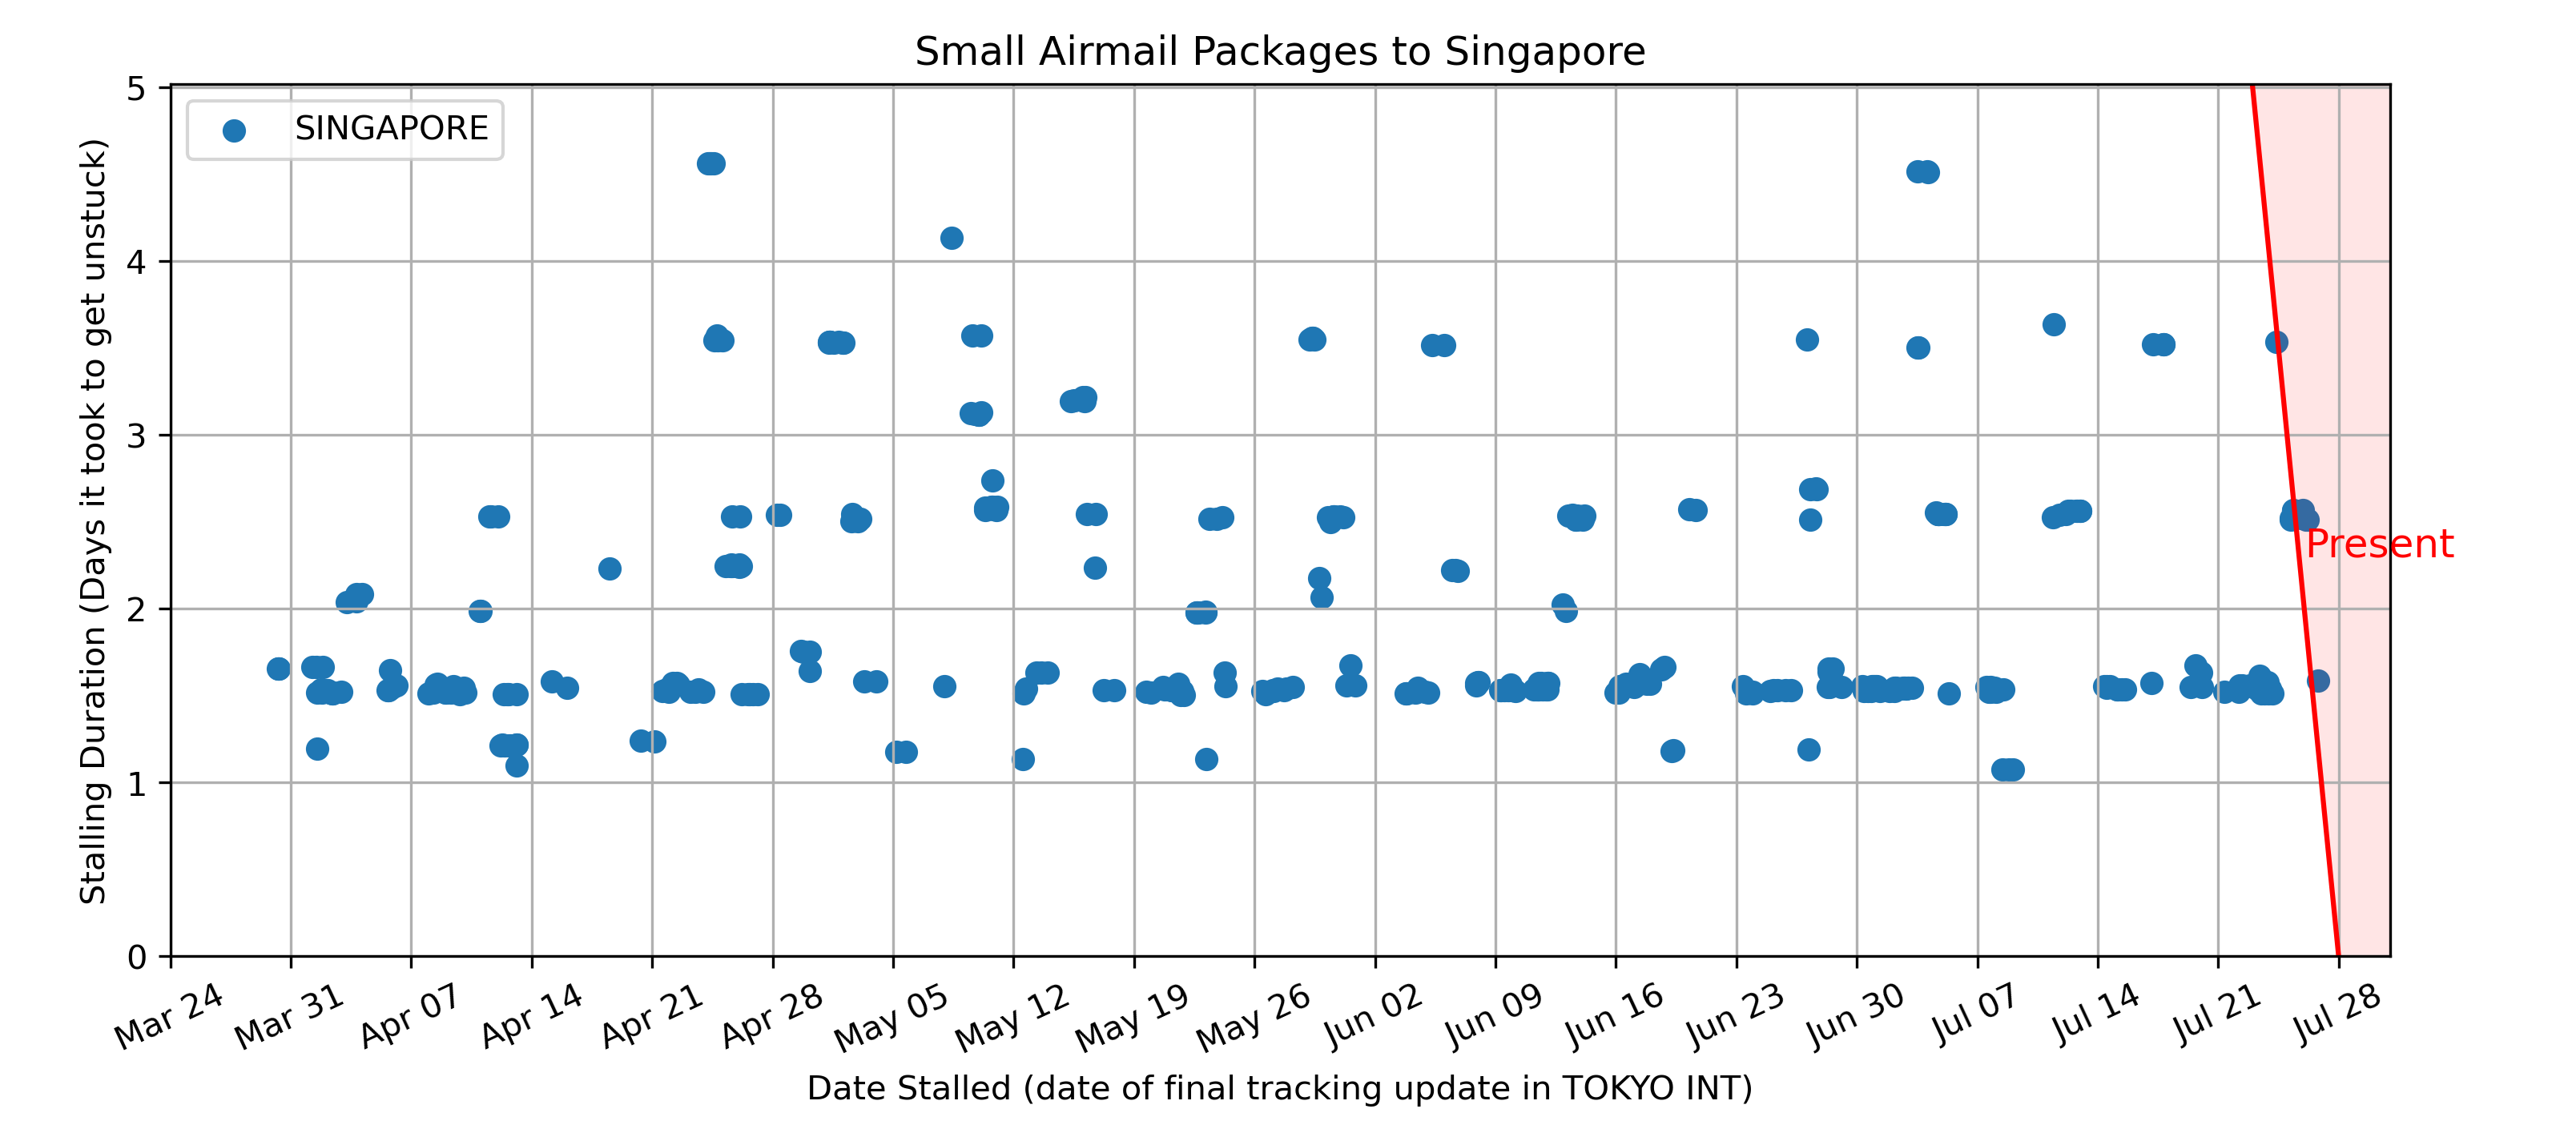 Small Airmail Packages to Singapore
SINGAPORE
Stalling Duration (Days it took to get unstuck)
5
4
3
2
1
0
Present
Mar 24
Mar 31
Apr 07
Apr 14
Apr 21
Apr 28
May 05
May 12
May 19
May 26
Jun 02
Jun 09
Jun 16
Jun 23
Jun 30
Jul 07
Jul 14
Jul 21
Jul 28
Date Stalled (date of final tracking update in TOKYO INT)